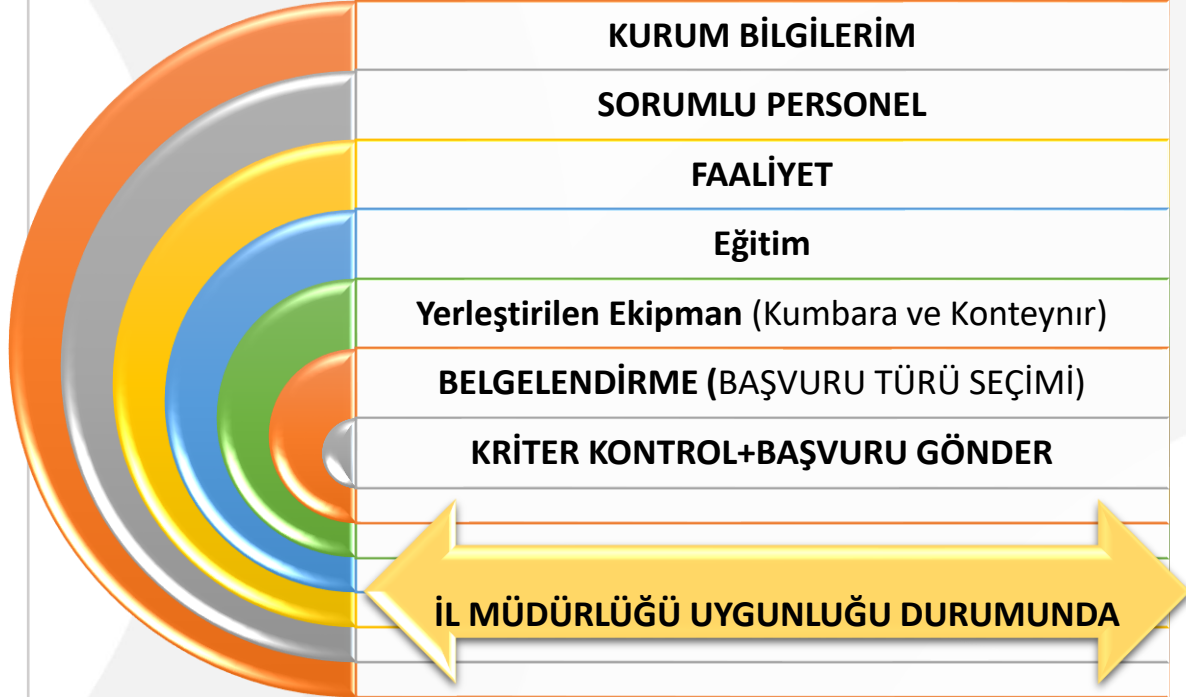 KURUM BİLGİLERİM
SORUMLU PERSONEL
FAALİYET
Eğitim
Yerleştirilen Ekipman (Kumbara ve Konteynır)
BELGELENDİRME (BAŞVURU TÜRÜ SEÇİMİ)
KRİTER KONTROL+BAŞVURU GÖNDER
İL MÜDÜRLÜĞÜ UYGUNLUĞU DURUMUNDA